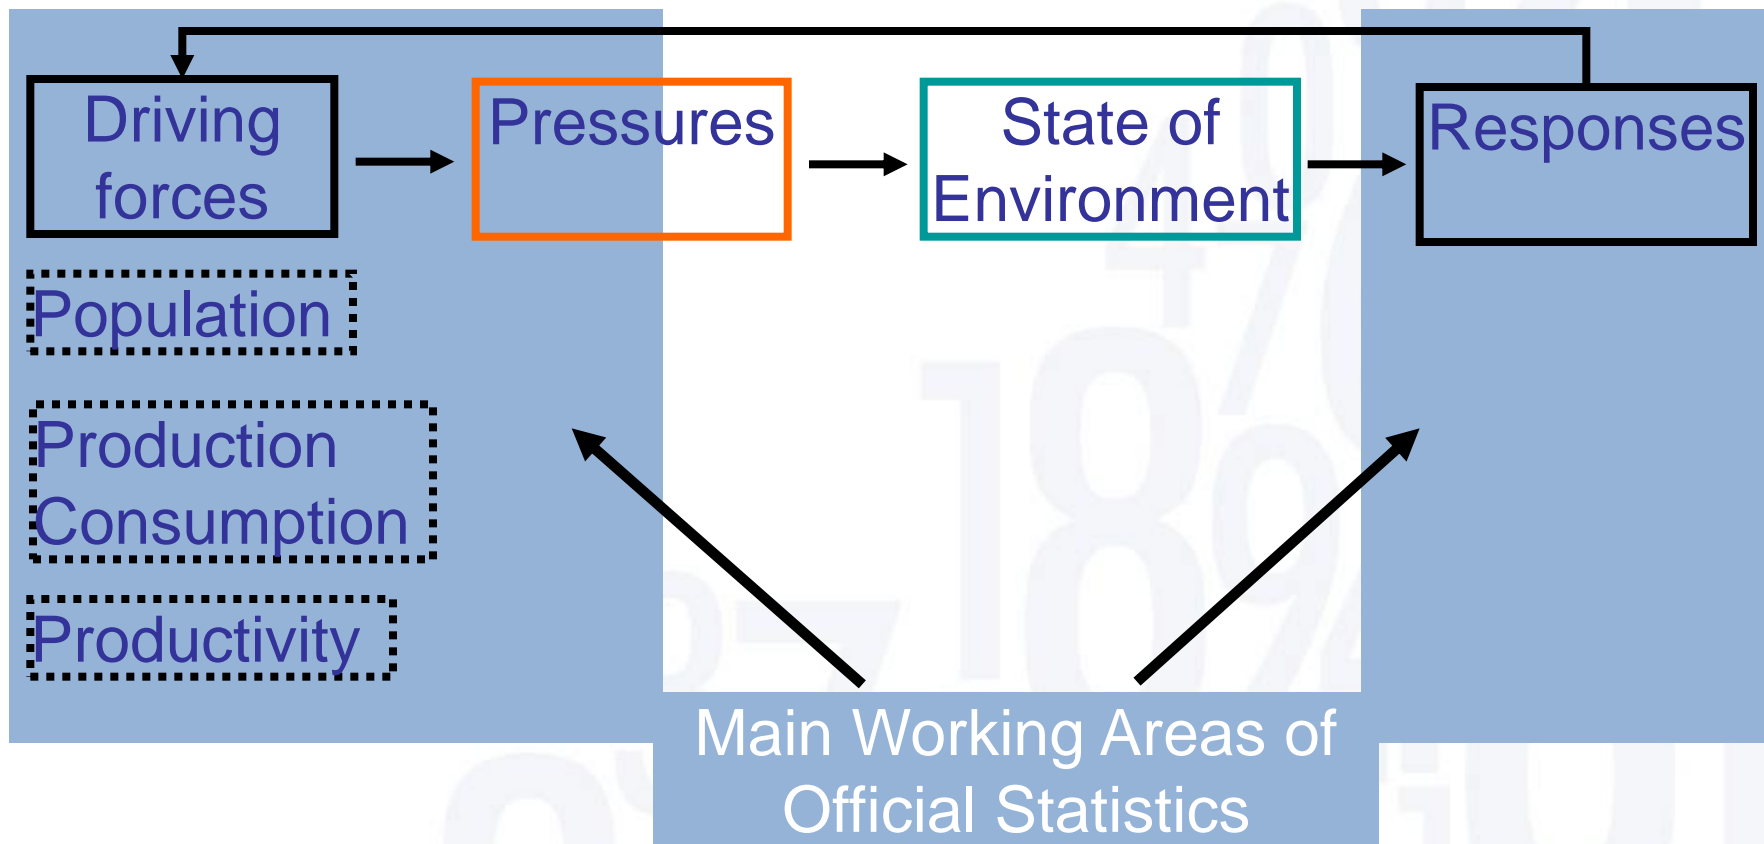 Driving
forces
Pressures
State of
Environment
Responses
Population
Production
Consumption
Productivity
Main Working Areas of
Official Statistics